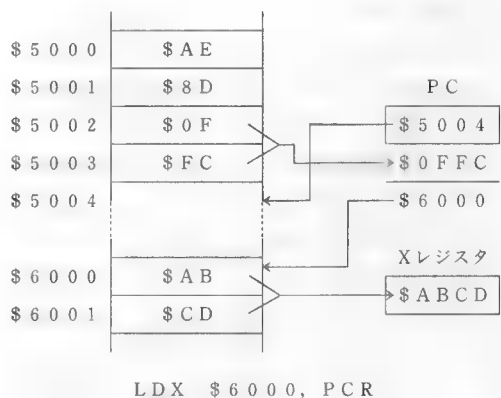 $5000 $AE
$5001 $8D PC
$5002 $0F $5004
$5003 $FC $0FFC
$5004 $6000
Xレジスタ
$6000 $AB
$6001 $CD $ABCD
LDX $6000, PCR